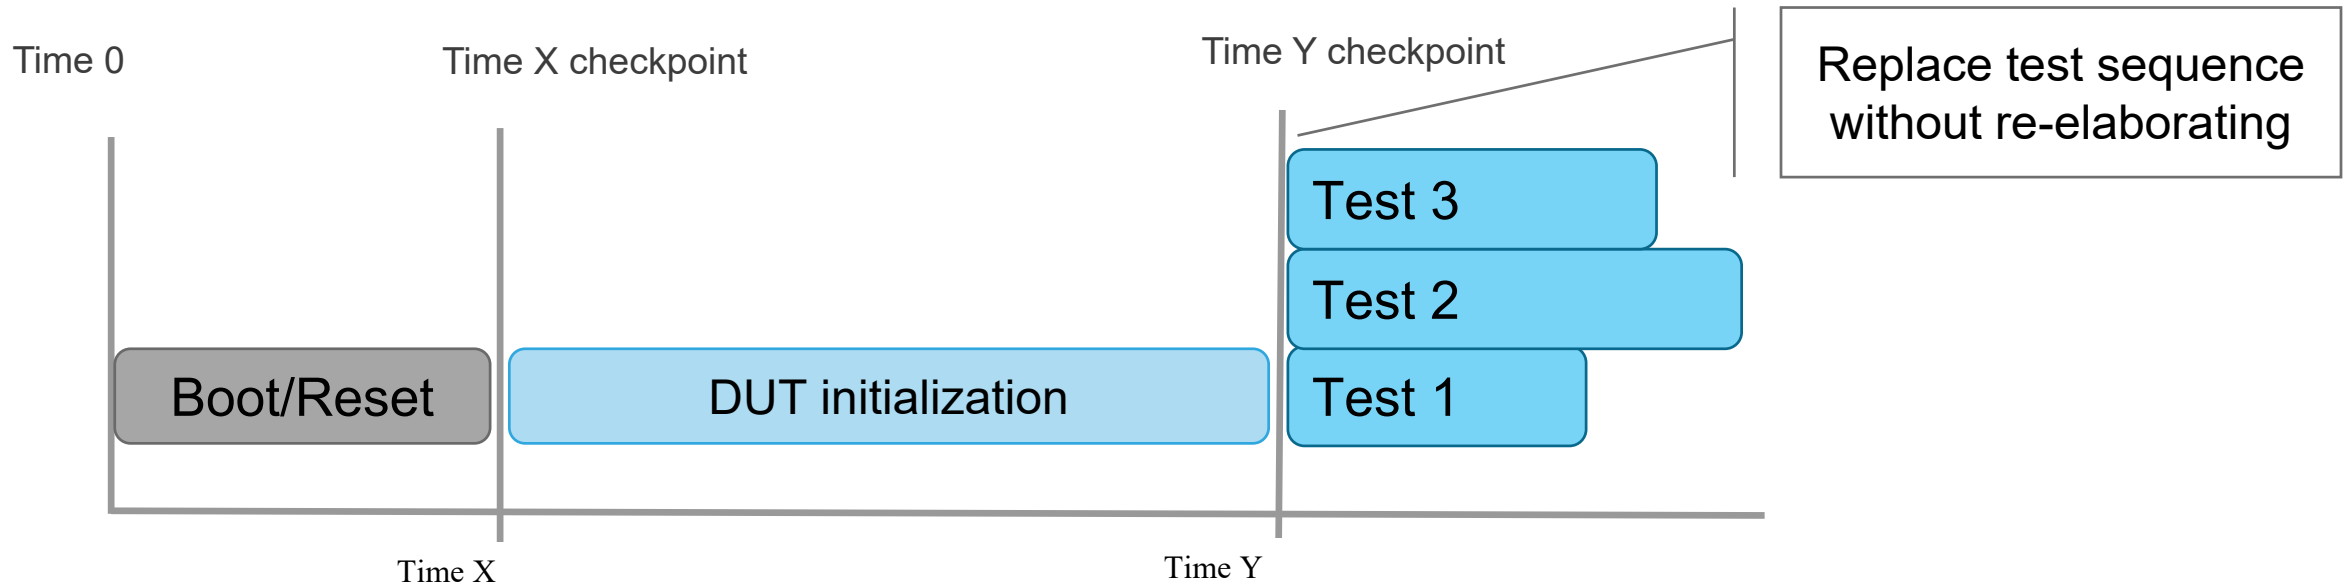 Time 0
Time X checkpoint
Time Y checkpoint
Replace test sequence
without re-elaborating
Test 3
Test 2
Boot/Reset
DUT initialization
Test 1
Time X
Time Y